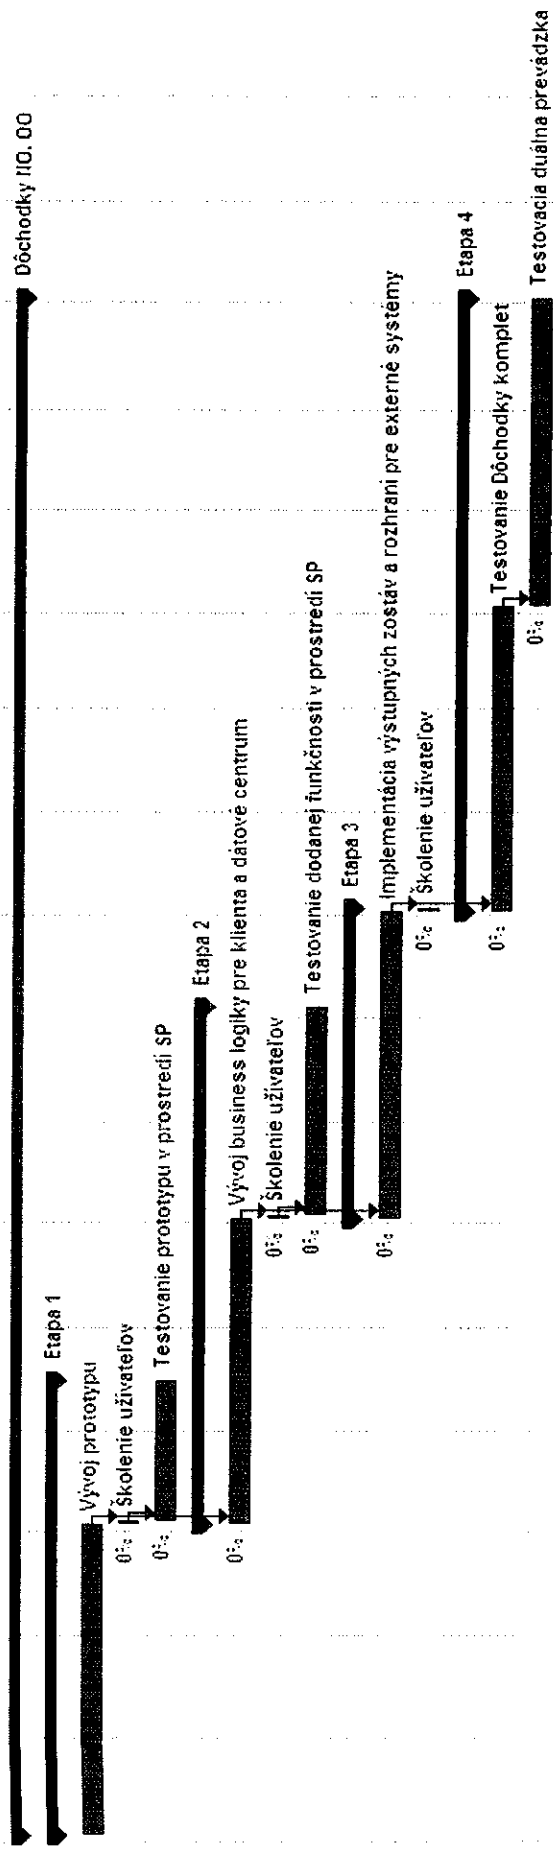 Dôchodky NO. OO
Etapa 1
Vývoj prototypu
0%
Školenie užívateľov
0%
Testovanie prototypu v prostredí SP
Etapa 2
0%
Vývoj business logiky pre klienta a dátové centrum
0%
Školenie užívateľov
0%
Testovanie dodanej funkčnosti v prostredí SP
Etapa 3
0%
Implementácia výstupných zostáv a rozhraní pre externé systémy
0%
Školenie užívateľov
Etapa 4
0%
Testovanie Dôchodky komplet
0%
Testovacia duálna prevádzka